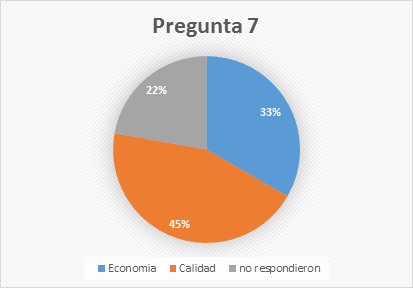 Pregunta 7
22%
33%
45%
Economia Calidad no respondieron